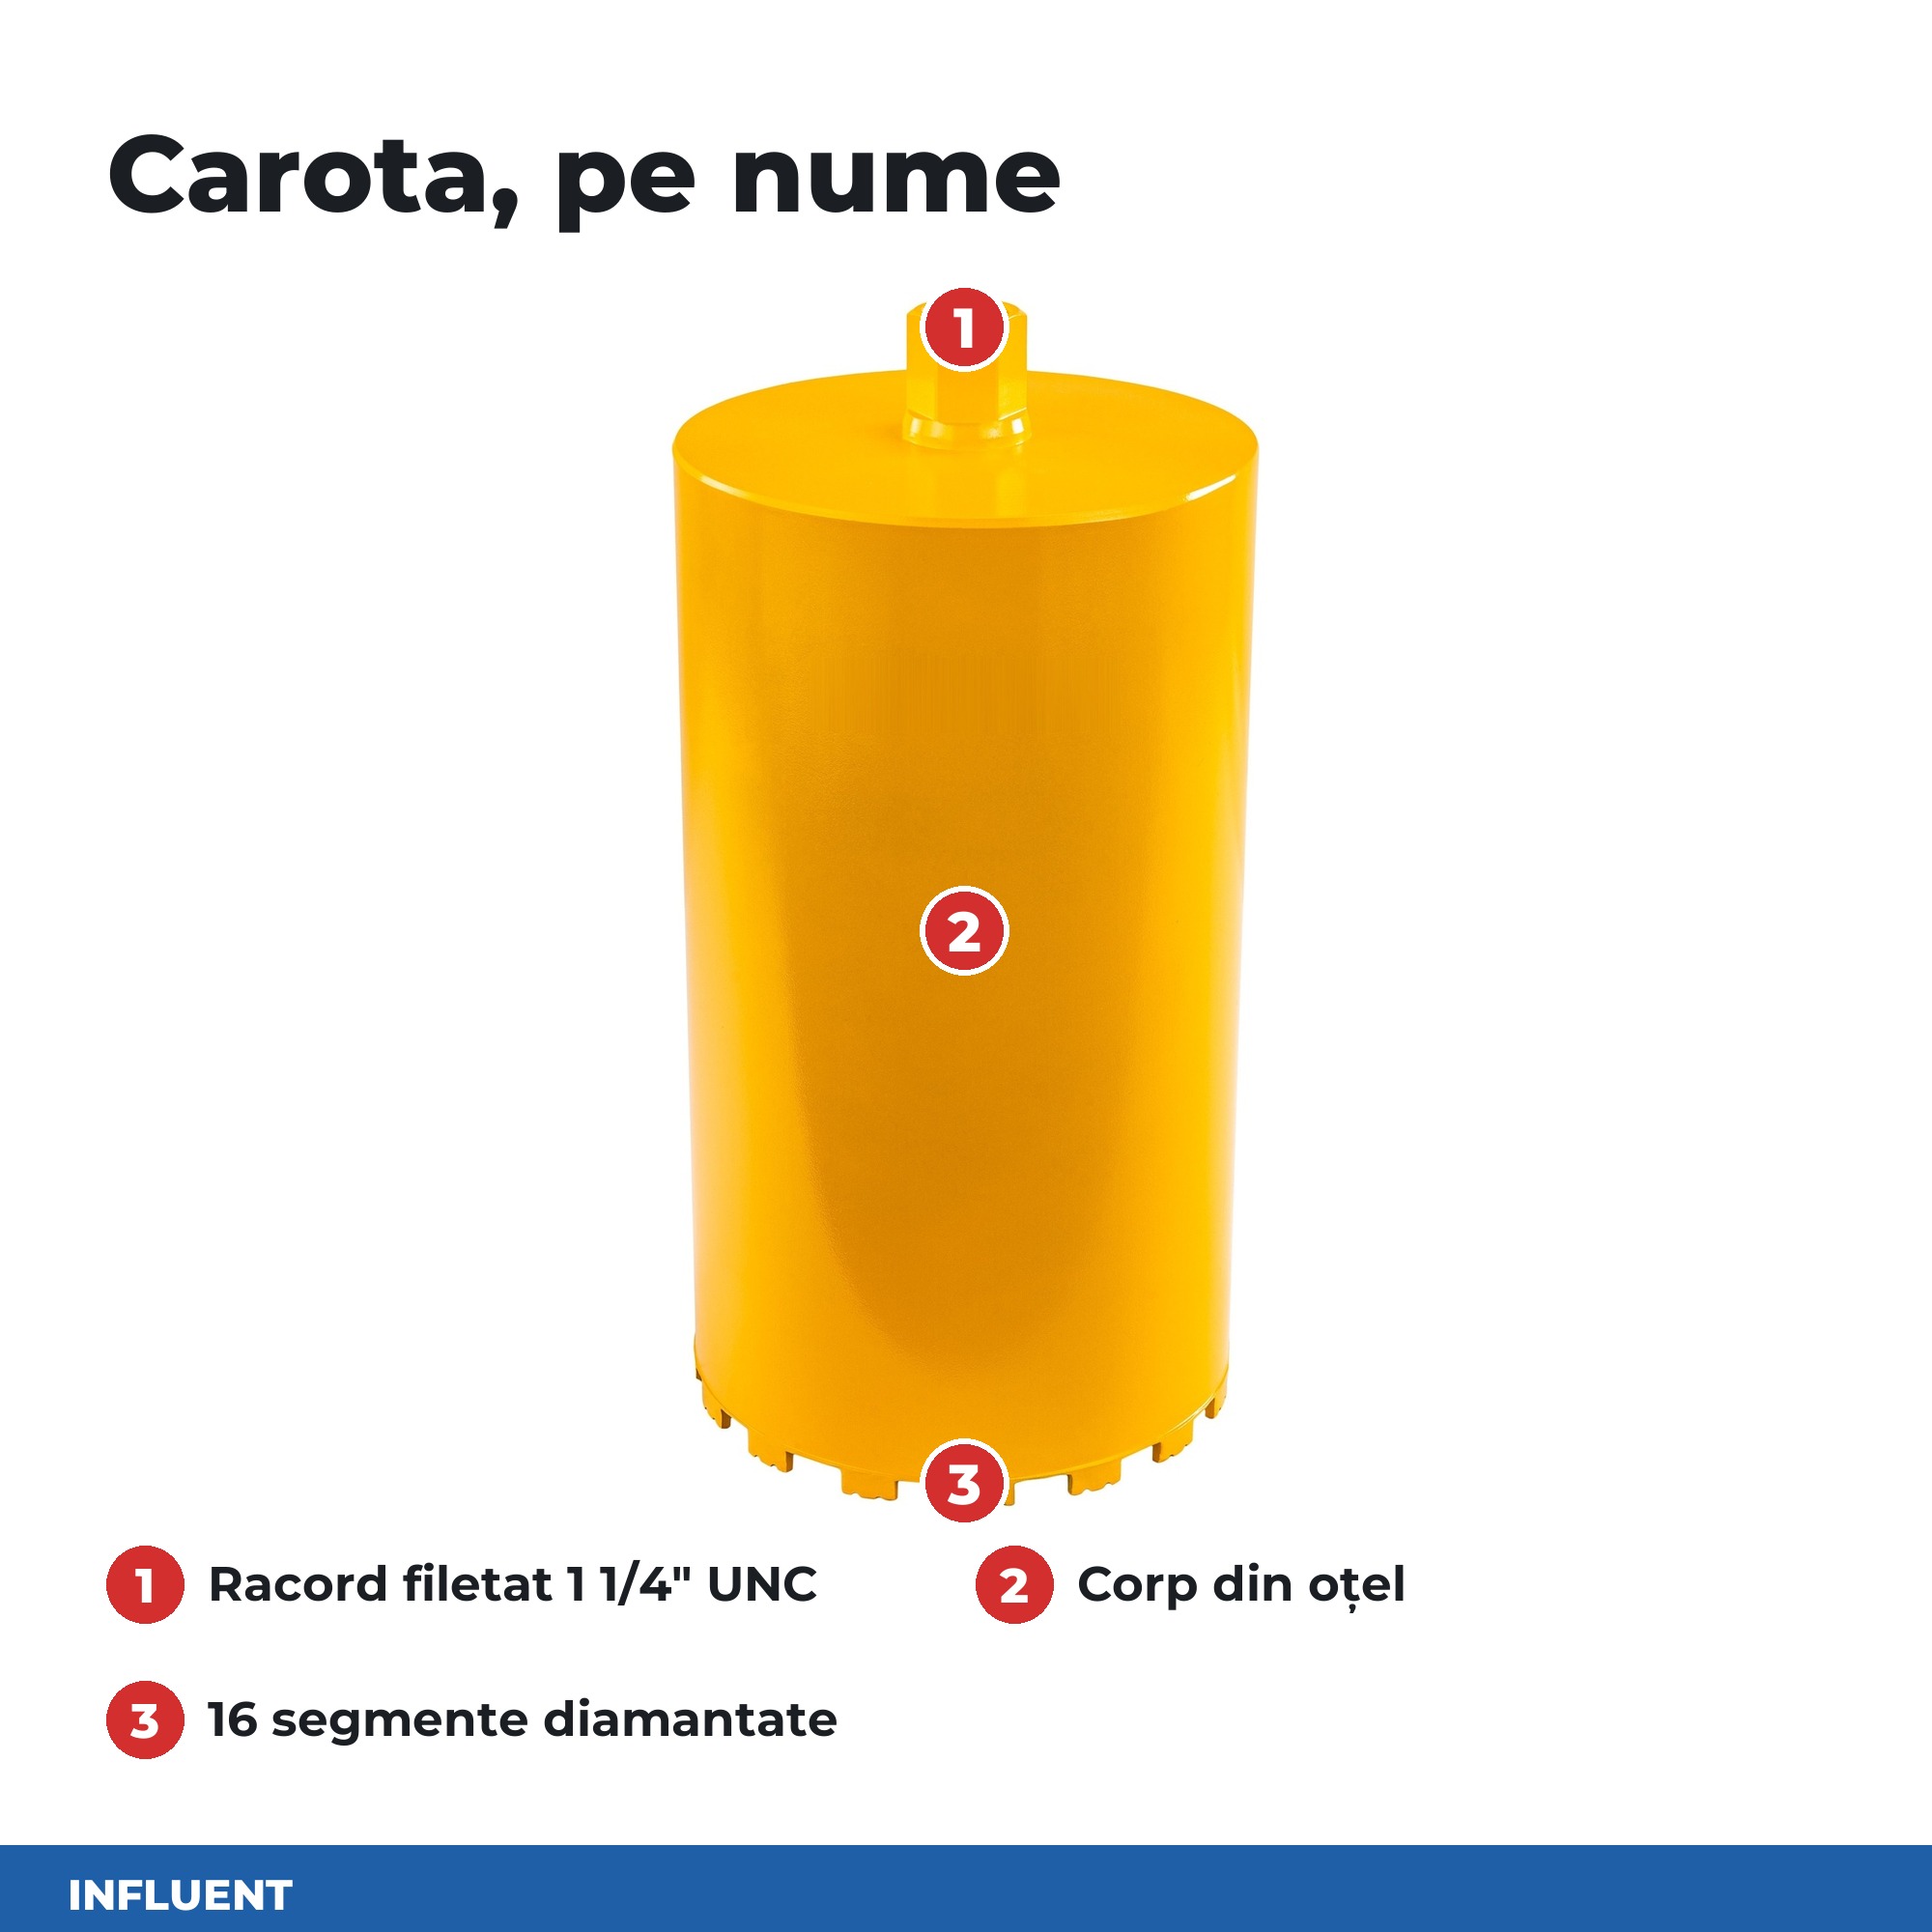 Carota, pe nume
1
2
3
1 Racord filetat 1 1/4" UNC
2 Corp din oțel
3 16 segmente diamantate
INFLUENT